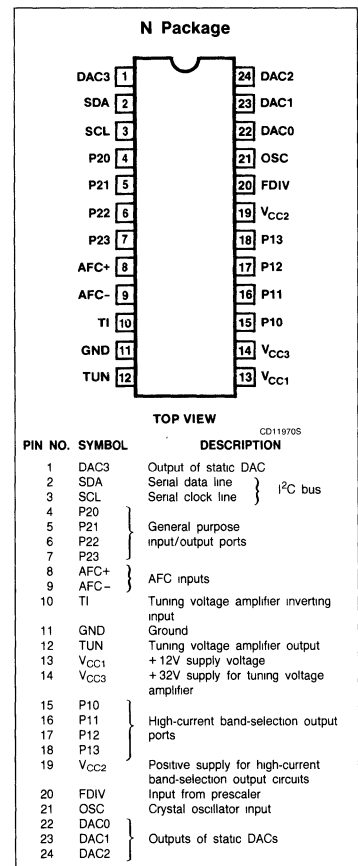 N Package
DAC3 1 24 DAC2
SDA 2 23 DAC1
SCL 3 22 DAC0
P20 4 21 OSC
P21 5 20 FDIV
P22 6 19 VCC2
P23 7 18 P13
AFC+ 8 17 P12
AFC− 9 16 P11
TI 10 15 P10
GND 11 14 VCC3
TUN 12 13 VCC1
TOP VIEW
CD11970S
PIN NO. SYMBOL DESCRIPTION
1 DAC3 Output of static DAC
2 SDA Serial data line
3 SCL Serial clock line
I²C bus
4 P20
5 P21 General purpose
6 P22 input/output ports
7 P23
8 AFC+
9 AFC−
AFC inputs
10 TI Tuning voltage amplifier inverting
input
11 GND Ground
12 TUN Tuning voltage amplifier output
13 VCC1 +12V supply voltage
14 VCC3 +32V supply for tuning voltage
amplifier
15 P10
16 P11 High-current band-selection output
17 P12 ports
18 P13
19 VCC2 Positive supply for high-current
band-selection output circuits
20 FDIV Input from prescaler
21 OSC Crystal oscillator input
22 DAC0
23 DAC1 Outputs of static DACs
24 DAC2